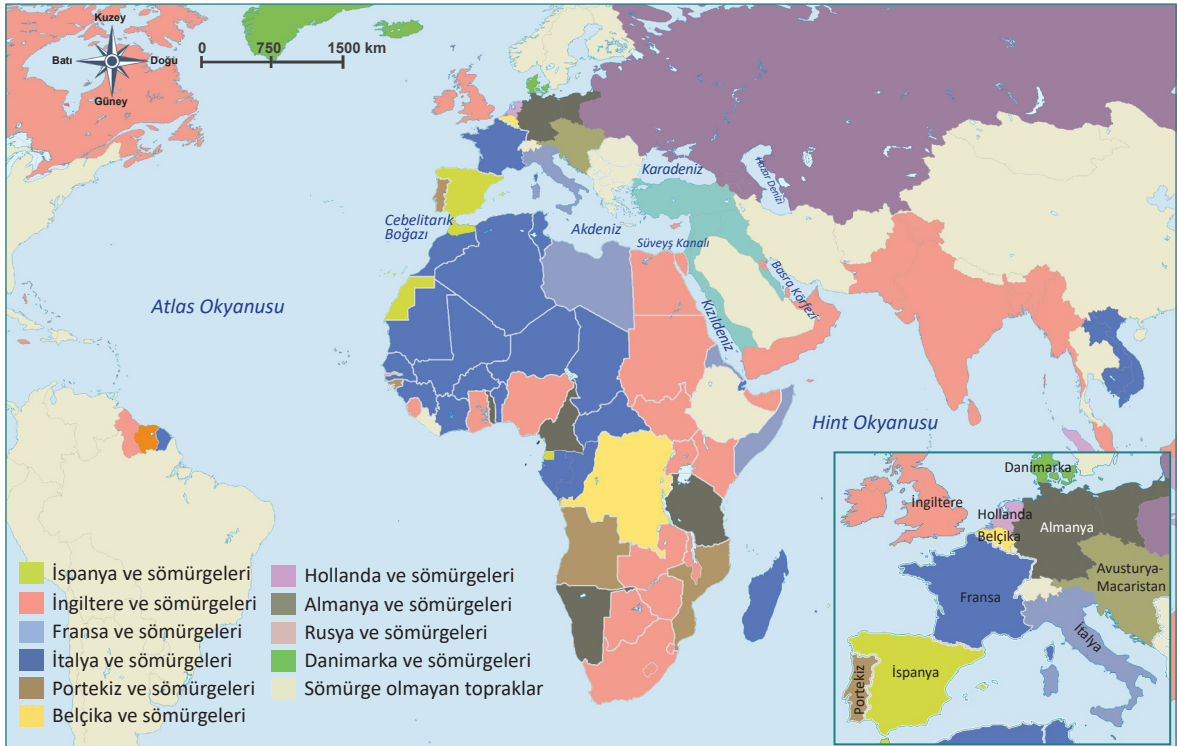 Kuzey
Batı
Doğu
Güney
0 750 1500 km
Karadeniz
Hazar Denizi
Cebelitarık
Boğazı
Akdeniz
Süveyş Kanalı
Basra Körfezi
Kızıldeniz
Atlas Okyanusu
Hint Okyanusu
İspanya ve sömürgeleri
İngiltere ve sömürgeleri
Fransa ve sömürgeleri
İtalya ve sömürgeleri
Portekiz ve sömürgeleri
Belçika ve sömürgeleri
Hollanda ve sömürgeleri
Almanya ve sömürgeleri
Rusya ve sömürgeleri
Danimarka ve sömürgeleri
Sömürge olmayan topraklar
Danimarka
İngiltere
Hollanda
Almanya
Belçika
Avusturya-
Macaristan
Fransa
İtalya
İspanya
Portekiz